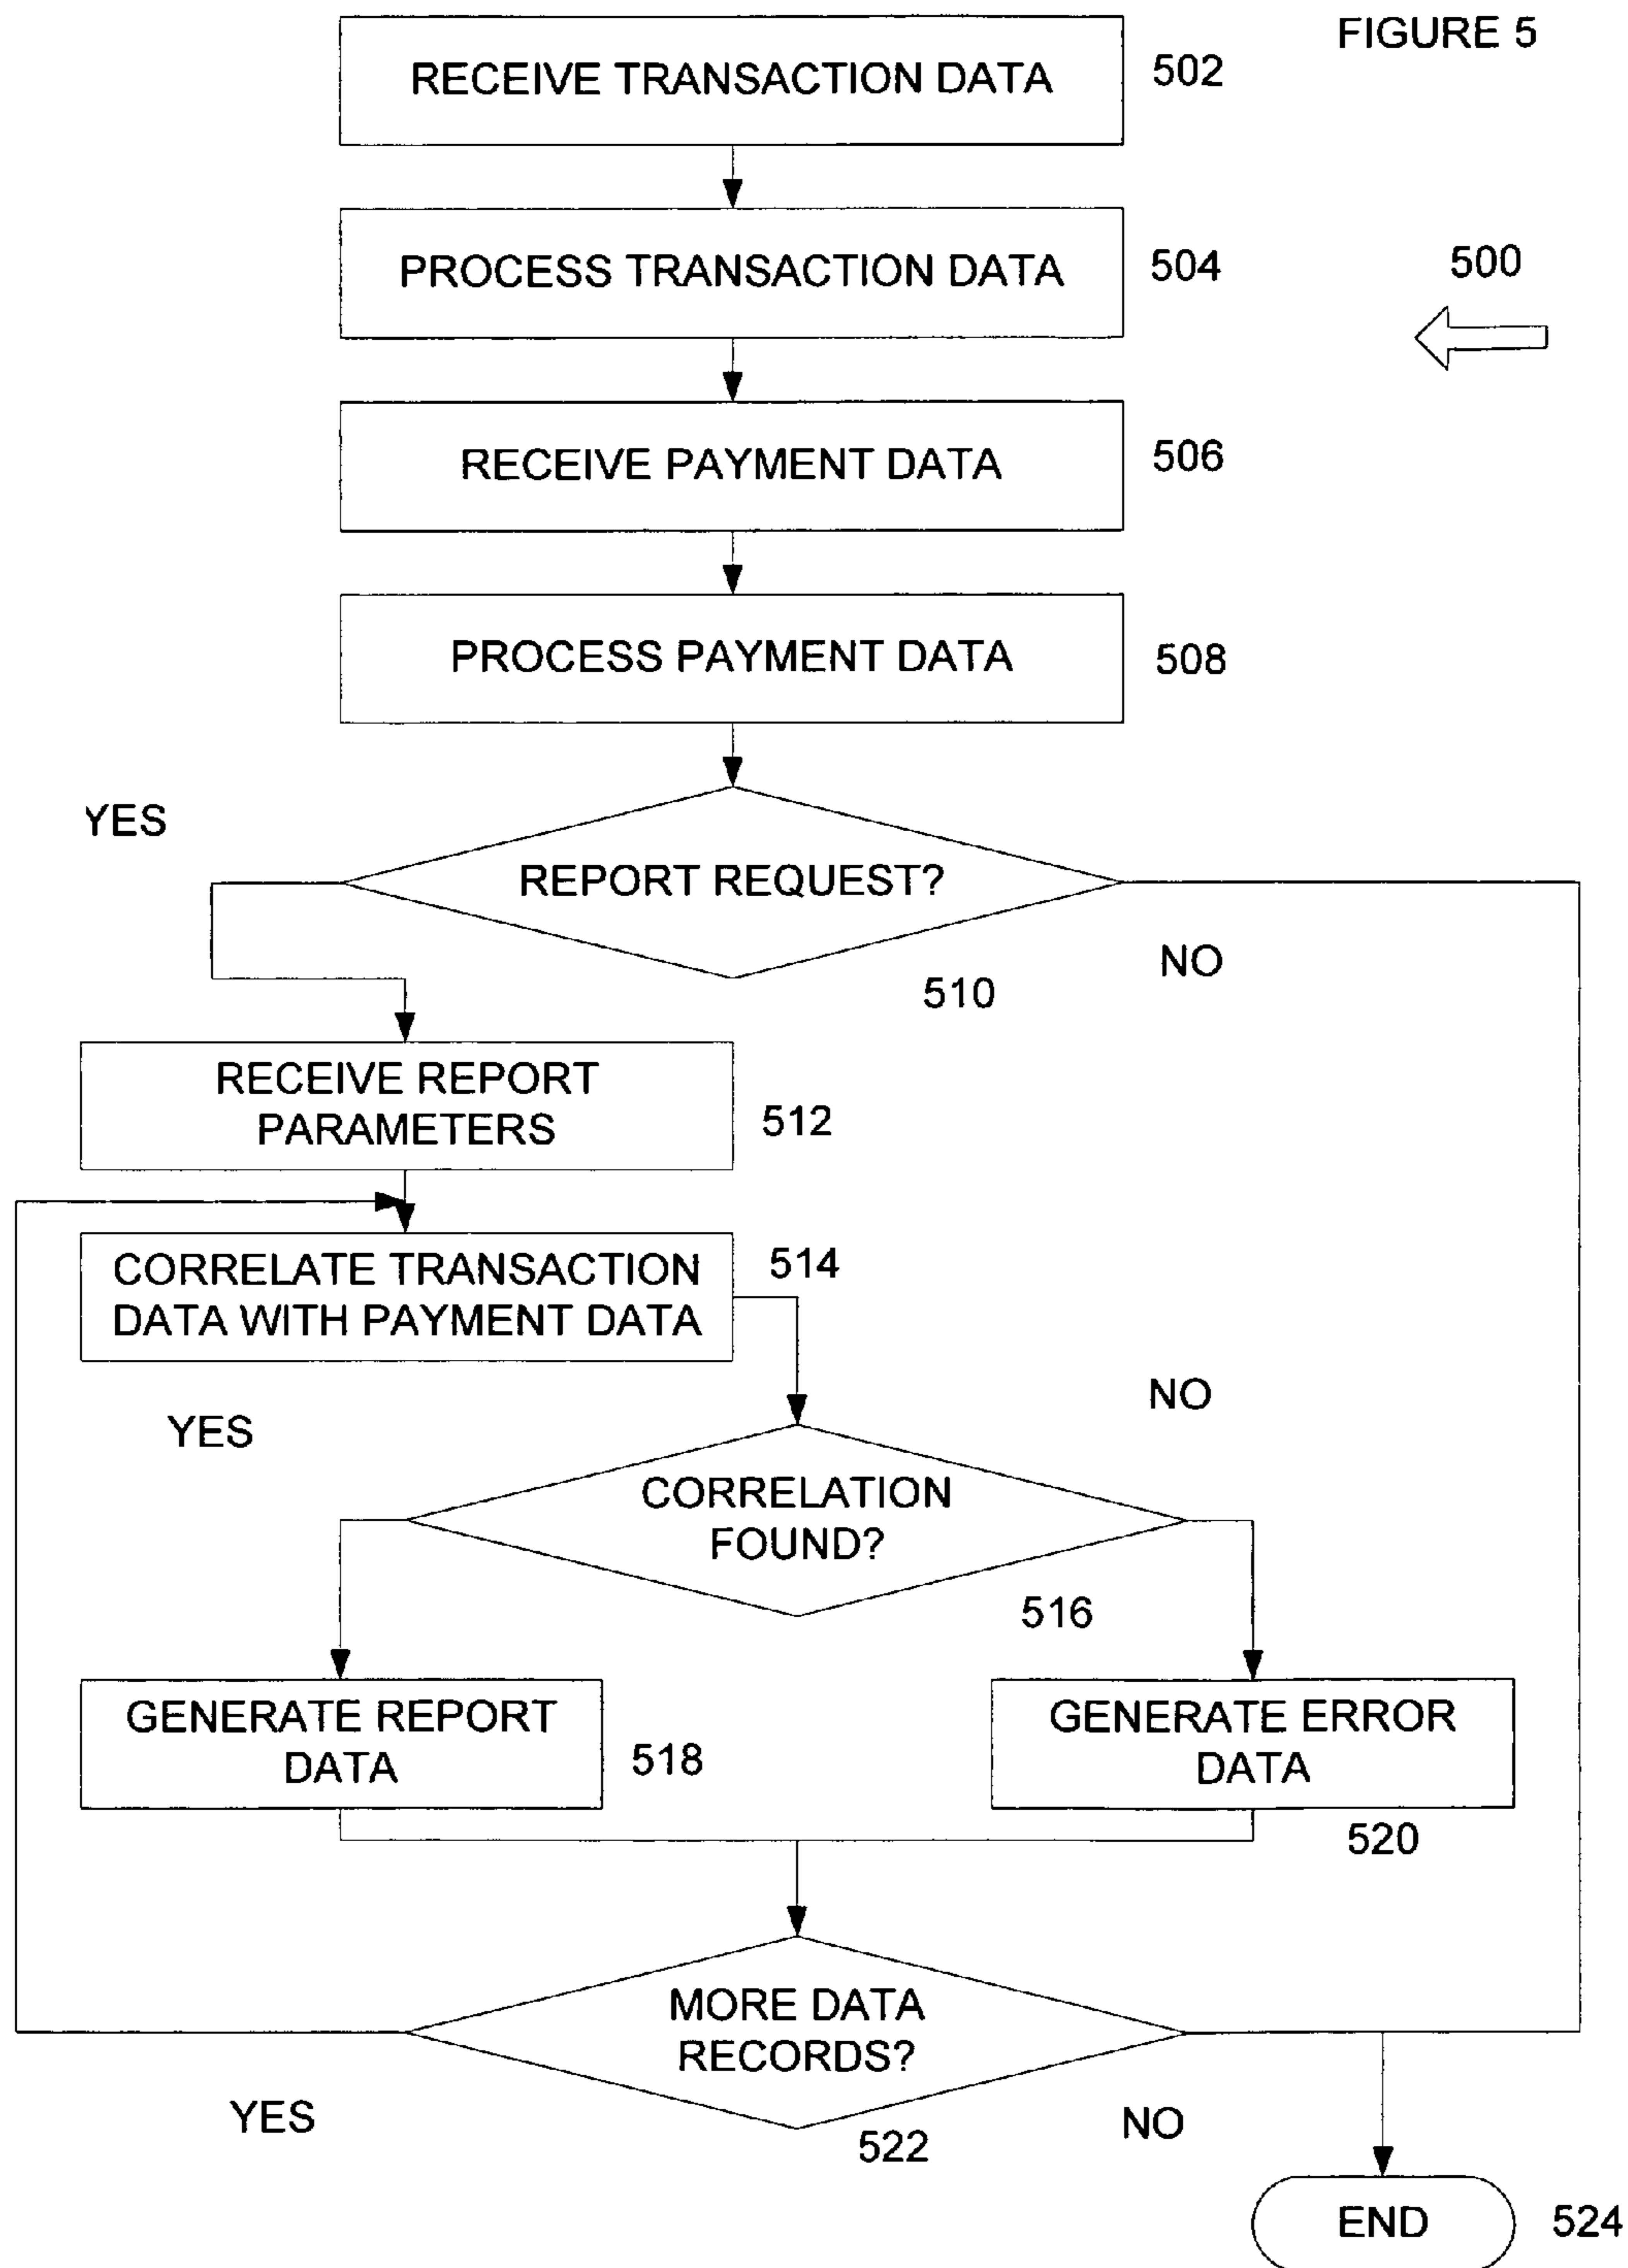 FIGURE 5
RECEIVE TRANSACTION DATA
502
PROCESS TRANSACTION DATA
504
500
RECEIVE PAYMENT DATA
506
PROCESS PAYMENT DATA
508
YES
REPORT REQUEST?
NO
510
RECEIVE REPORT
PARAMETERS
512
CORRELATE TRANSACTION
DATA WITH PAYMENT DATA
514
YES
NO
CORRELATION
FOUND?
516
GENERATE REPORT
DATA
518
GENERATE ERROR
DATA
520
MORE DATA
RECORDS?
YES
522
NO
END
524